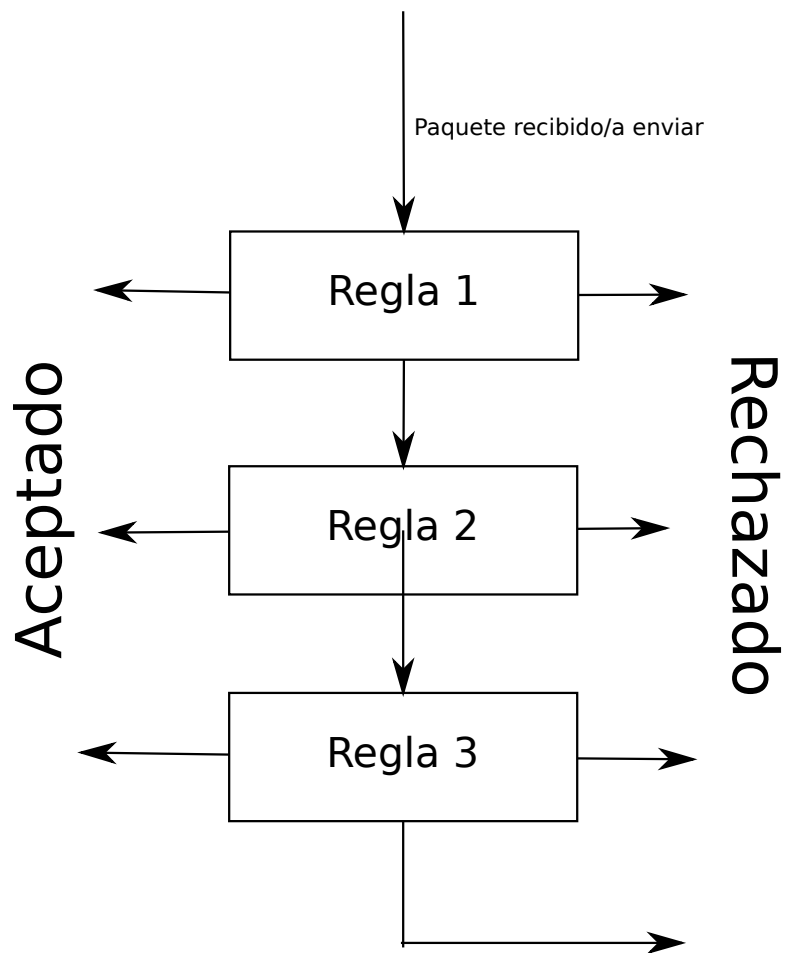 Paquete recibido/a enviar
Regla 1
Aceptado
Rechazado
Regla 2
Regla 3